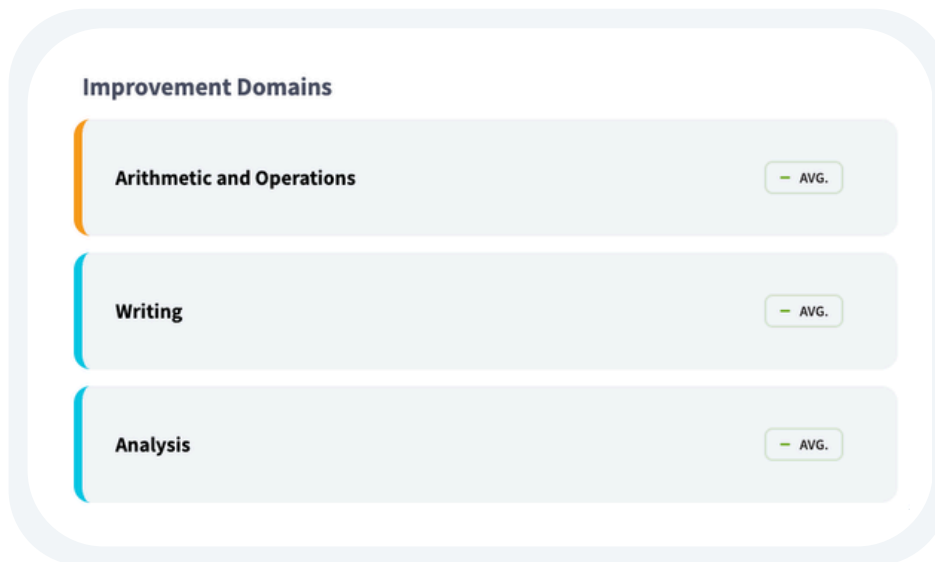 Improvement Domains
Arithmetic and Operations
– AVG.
Writing
– AVG.
Analysis
– AVG.